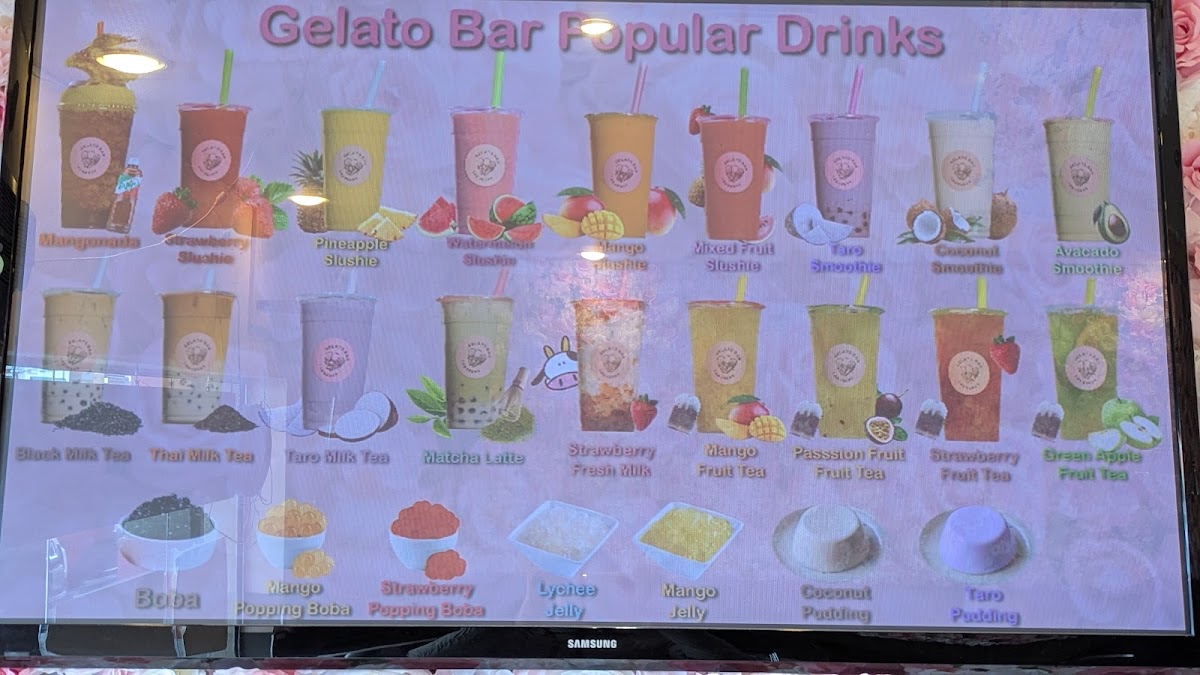 Gelato Bar Popular Drinks
Mangonada
Strawberry
Slushie
Pineapple
Slushie
Watermelon
Slushie
Mango
Slushie
Mixed Fruit
Slushie
Taro
Smoothie
Coconut
Smoothie
Avacado
Smoothie
Black Milk Tea
Thai Milk Tea
Taro Milk Tea
Matcha Latte
Strawberry
Fresh Milk
Mango
Fruit Tea
Passsion Fruit
Fruit Tea
Strawberry
Fruit Tea
Green Apple
Fruit Tea
Boba
Mango
Popping Boba
Strawberry
Popping Boba
Lychee
Jelly
Mango
Jelly
Coconut
Pudding
Taro
Pudding
SAMSUNG